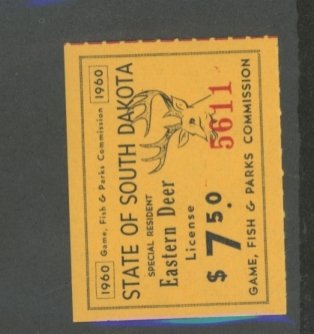 1960 Game, Fish & Parks Commission 1960
STATE OF SOUTH DAKOTA
SPECIAL RESIDENT
Eastern Deer
License
5611
$ 7.50
GAME, FISH & PARKS COMMISSION